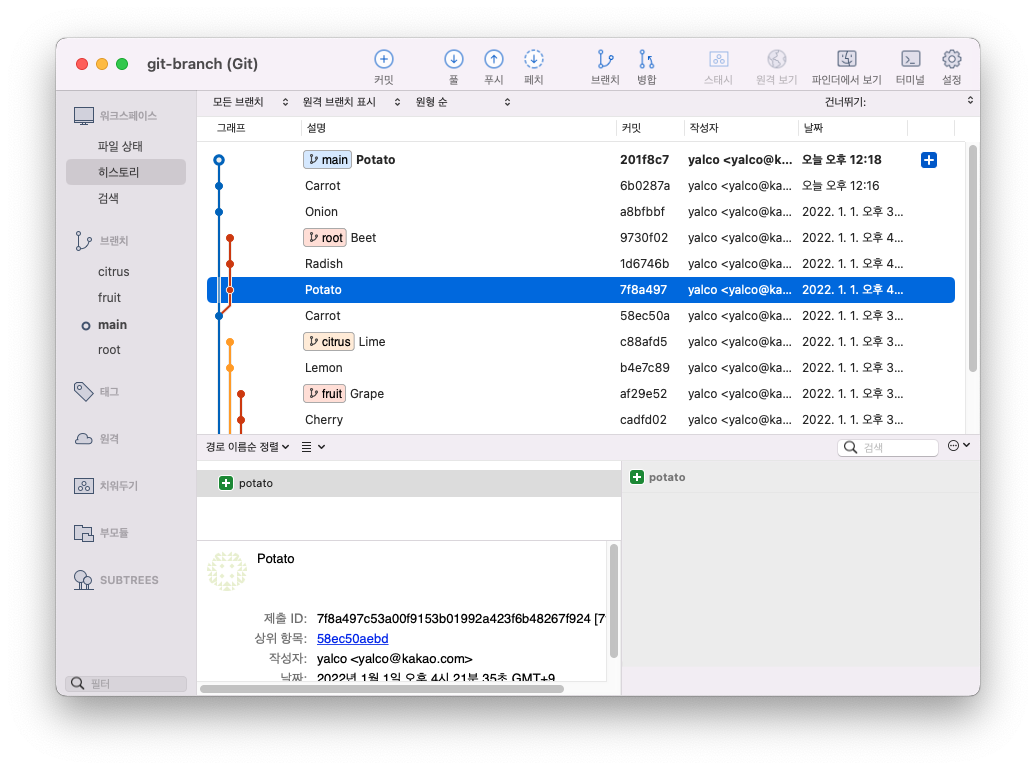 git-branch (Git)
커밋 풀 푸시 페치 브랜치 병합 스태시 원격 보기 파인더에서 보기 터미널 설정
워크스페이스
파일 상태
히스토리
검색
브랜치
citrus
fruit
main
root
태그
원격
치워두기
부모듈
SUBTREES
필터
모든 브랜치 원격 브랜치 표시 원형 순 건너뛰기:
그래프 설명 커밋 작성자 날짜
main Potato 201f8c7 yalco <yalco@k... 오늘 오후 12:18
Carrot 6b0287a yalco <yalco@ka... 오늘 오후 12:16
Onion a8bfbbf yalco <yalco@ka... 2022. 1. 1. 오후 3...
root Beet 9730f02 yalco <yalco@ka... 2022. 1. 1. 오후 4...
Radish 1d6746b yalco <yalco@ka... 2022. 1. 1. 오후 4...
Potato 7f8a497 yalco <yalco@ka... 2022. 1. 1. 오후 4...
Carrot 58ec50a yalco <yalco@ka... 2022. 1. 1. 오후 3...
citrus Lime c88afd5 yalco <yalco@ka... 2022. 1. 1. 오후 3...
Lemon b4e7c89 yalco <yalco@ka... 2022. 1. 1. 오후 3...
fruit Grape af29e52 yalco <yalco@ka... 2022. 1. 1. 오후 3...
Cherry cadfd02 yalco <yalco@ka... 2022. 1. 1. 오후 3...
경로 이름순 정렬 검색
potato
potato
Potato
제출 ID: 7f8a497c53a00f9153b01992a423f6b48267f924 [7
상위 항목: 58ec50aebd
작성자: yalco <yalco@kakao.com>
날짜: 2022년 1월 1일 오후 4시 21분 35초 GMT+9